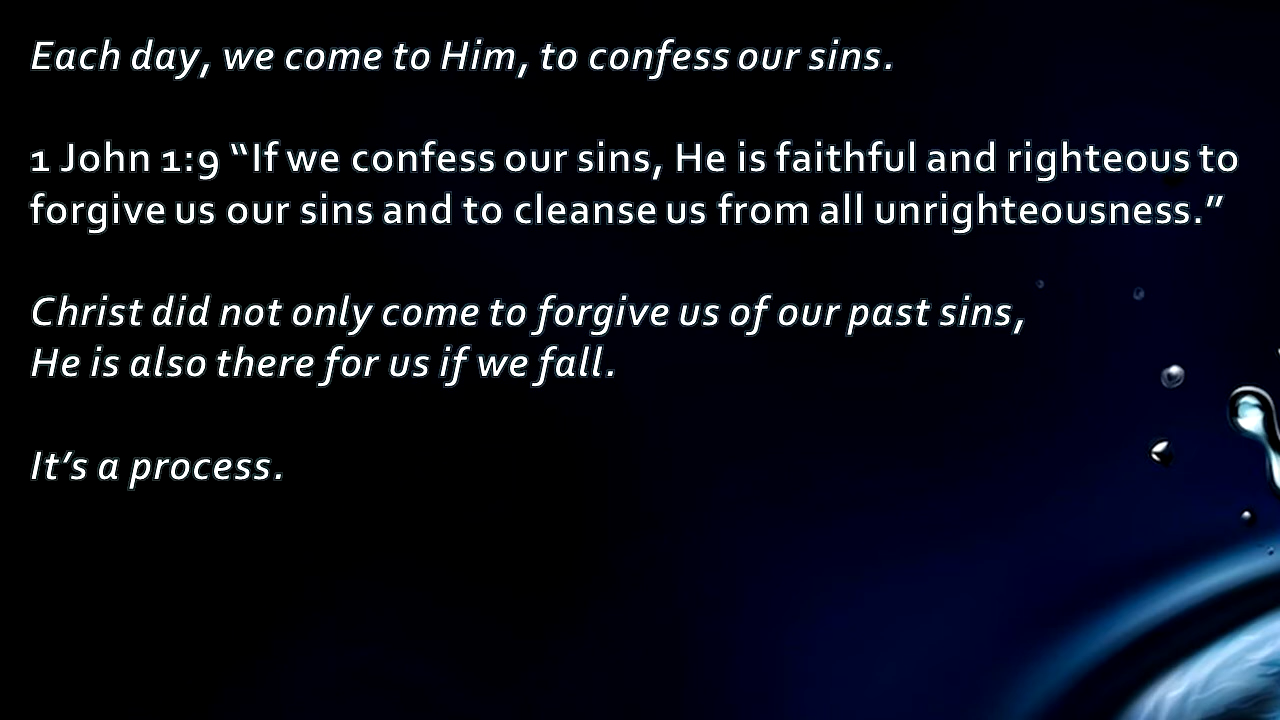 Each day, we come to Him, to confess our sins.
1 John 1:9 “If we confess our sins, He is faithful and righteous to
forgive us our sins and to cleanse us from all unrighteousness.”
Christ did not only come to forgive us of our past sins,
He is also there for us if we fall.
It’s a process.